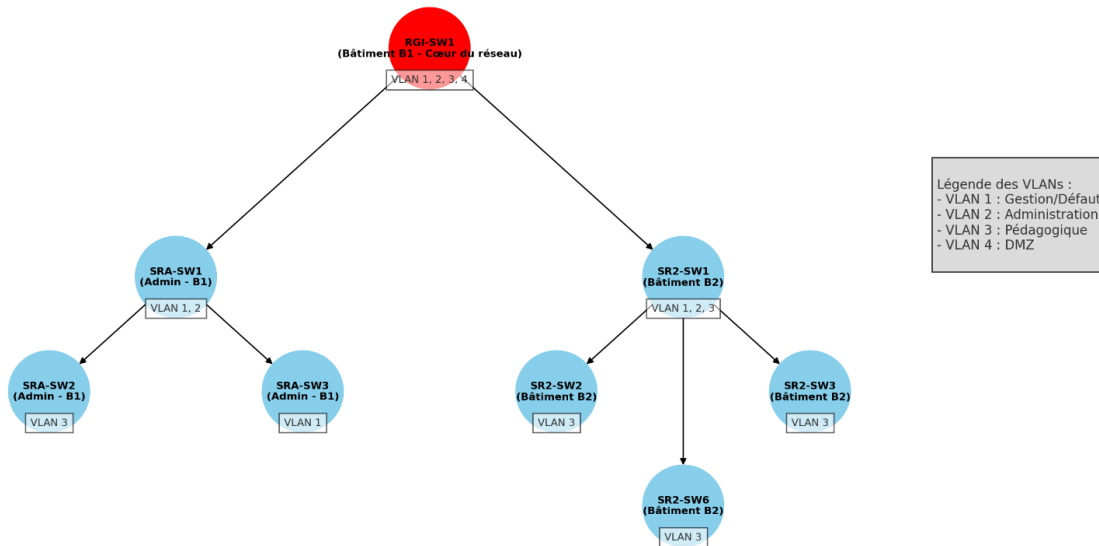 RGI-SW1
(Bâtiment B1 - Cœur du réseau)
VLAN 1, 2, 3, 4
Légende des VLANs :
- VLAN 1 : Gestion/Défaut
- VLAN 2 : Administration
- VLAN 3 : Pédagogique
- VLAN 4 : DMZ
SRA-SW1
(Admin - B1)
VLAN 1, 2
SR2-SW1
(Bâtiment B2)
VLAN 1, 2, 3
SRA-SW2
(Admin - B1)
VLAN 3
SRA-SW3
(Admin - B1)
VLAN 1
SR2-SW2
(Bâtiment B2)
VLAN 3
SR2-SW3
(Bâtiment B2)
VLAN 3
SR2-SW6
(Bâtiment B2)
VLAN 3